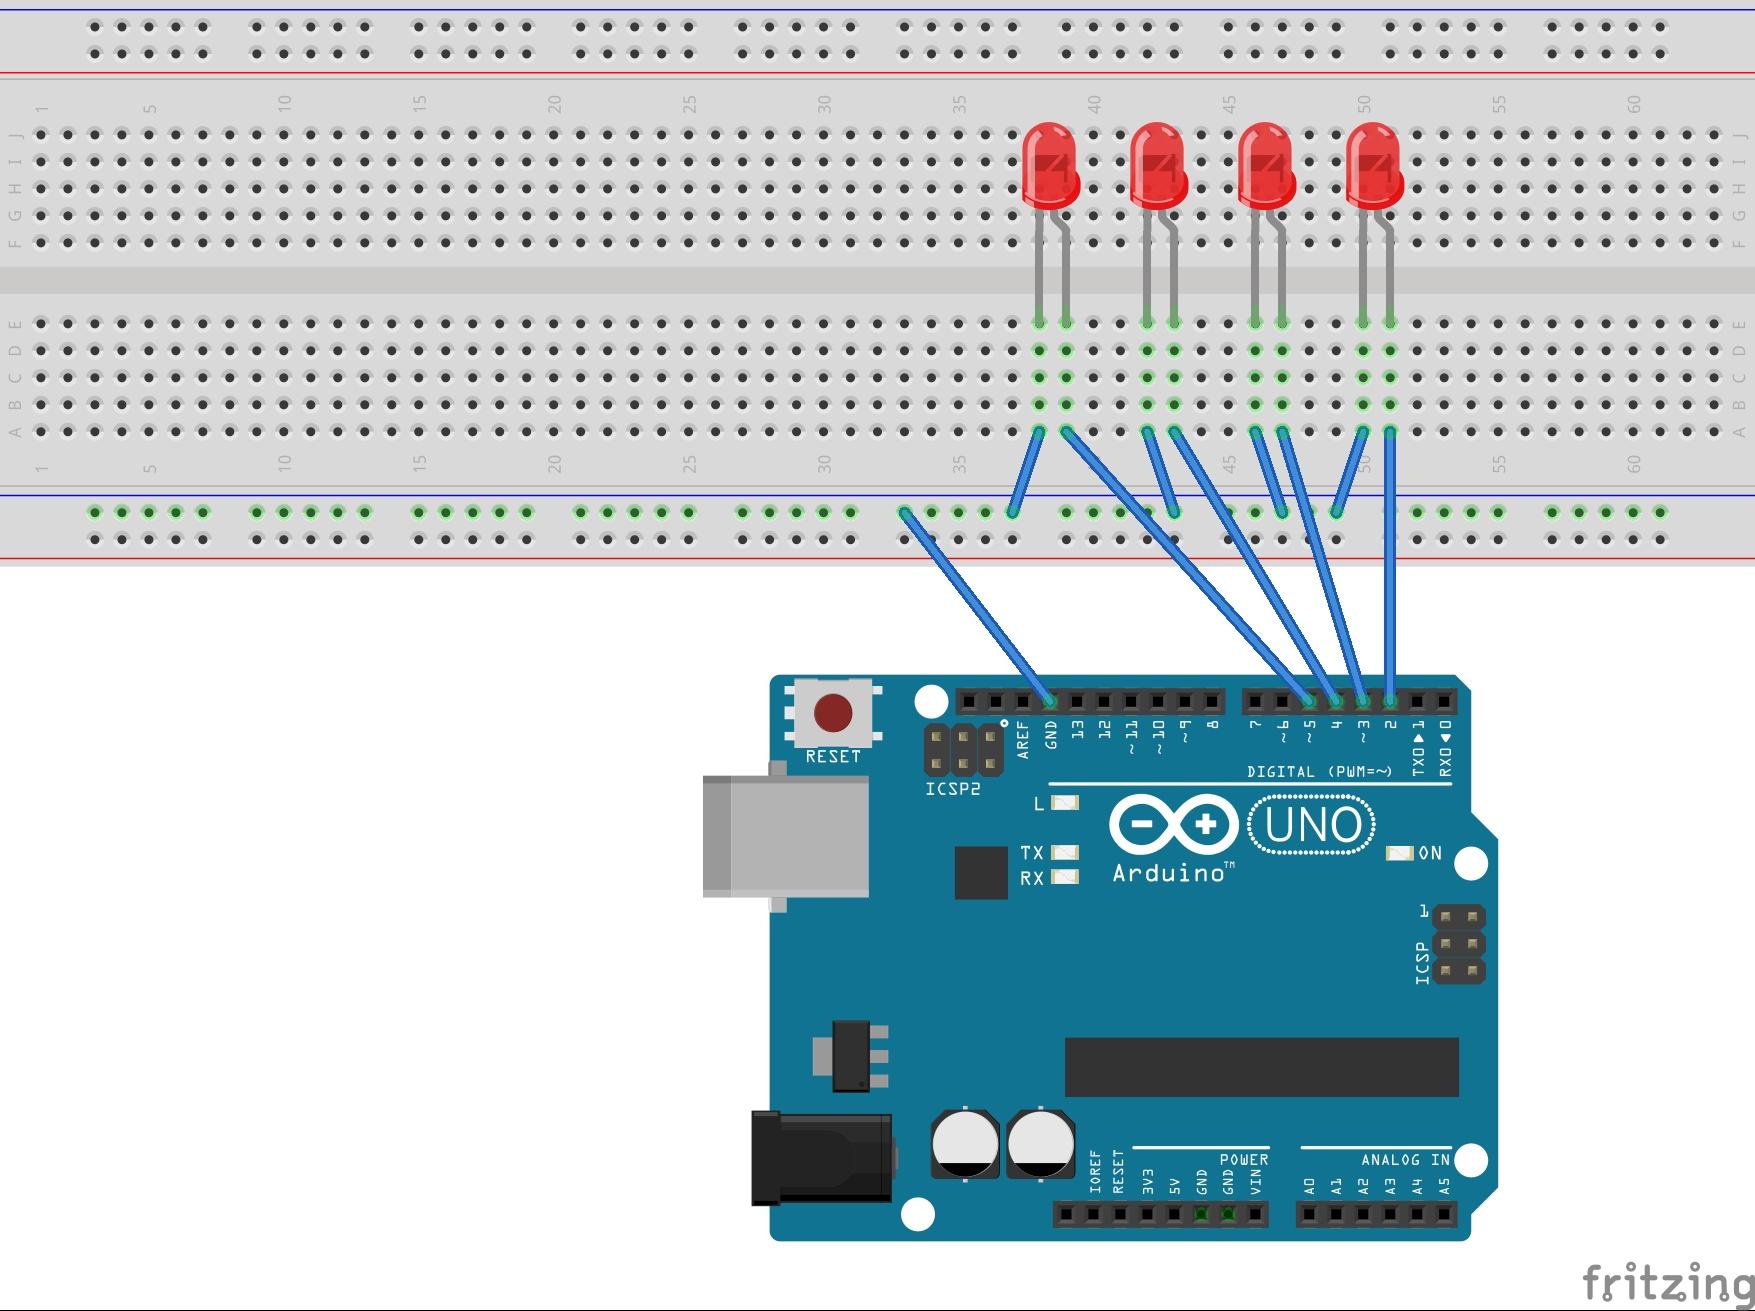 1 5 10 15 20 25 30 35 40 45 50 55 60
J J
I I
H H
G G
F F
E E
D D
C C
B B
A A
1 5 10 15 20 25 30 35 45 50 55 60
RESET
AREF GND 13 12 ~11 ~10 ~9 8 7 ~6 ~5 4 ~3 2 TX0▶1 RX0◀0
ICSP2
DIGITAL (PWM=~)
L
TX
RX
UNO
Arduino™
ON
1
ICSP
POWER
ANALOG IN
IOREF RESET 3V3 5V GND GND VIN A0 A1 A2 A3 A4 A5
fritzing